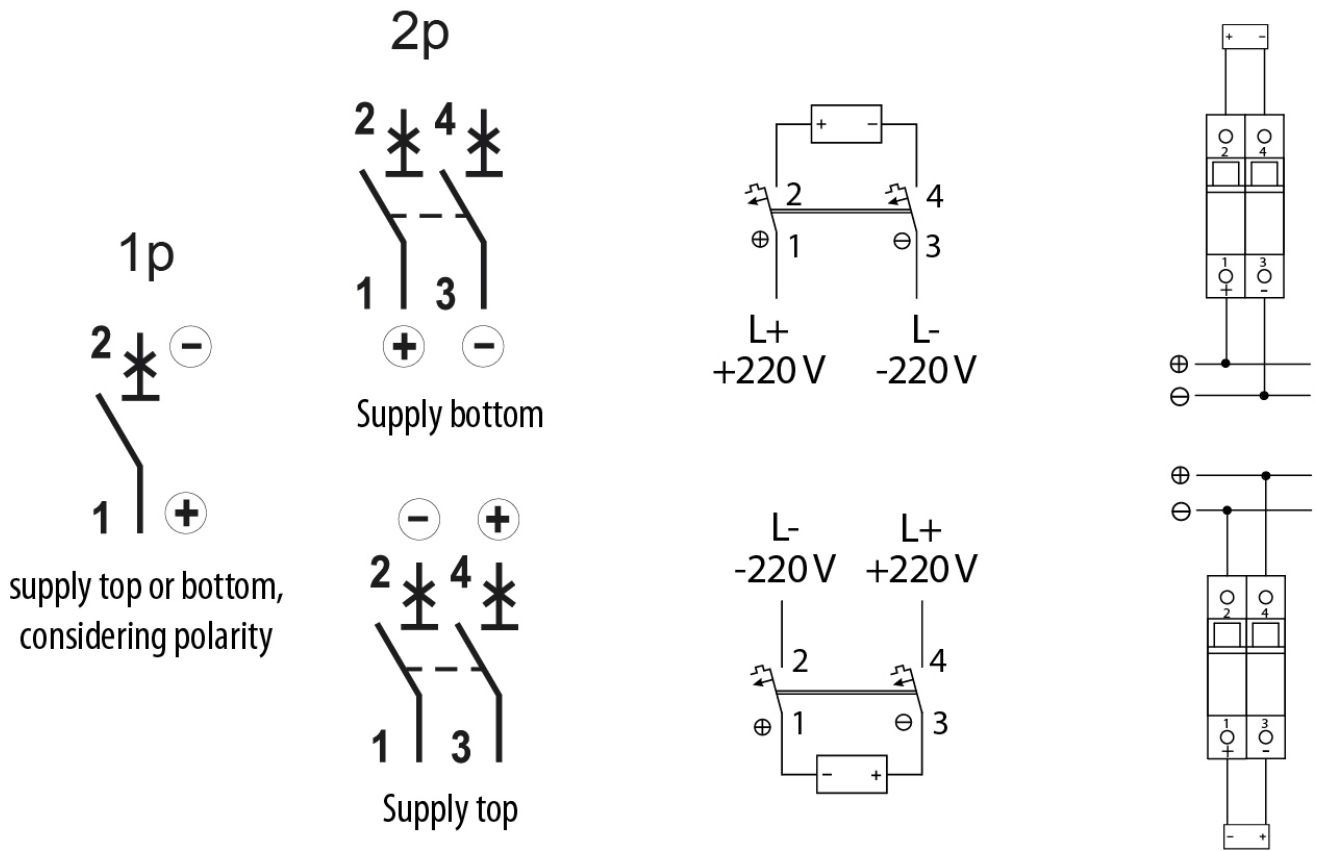 1p
2 −
1 +
supply top or bottom,
considering polarity
2p
2 4
1 3
+ −
Supply bottom
− +
2 4
1 3
Supply top
+ −
2 4
⊕ 1 ⊖ 3
L+ L-
+220 V -220 V
L- L+
-220 V +220 V
2 4
⊕ 1 ⊖ 3
− +
+ −
2 4
1 3
+ -
⊕
⊖
⊕
⊖
2 4
1 3
+ -
− +